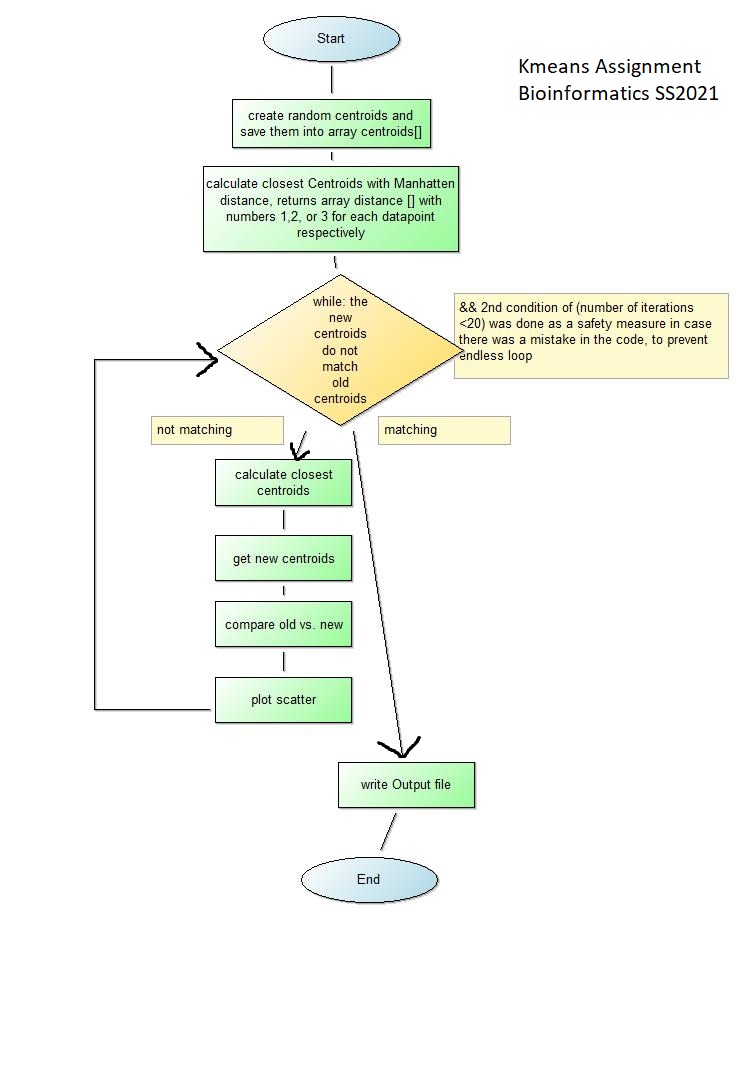 Start
Kmeans Assignment
Bioinformatics SS2021
create random centroids and
save them into array centroids[]
calculate closest Centroids with Manhatten
distance, returns array distance [] with
numbers 1,2, or 3 for each datapoint
respectively
while: the
new
centroids
do not
match
old
centroids
&& 2nd condition of (number of iterations
<20) was done as a safety measure in case
there was a mistake in the code, to prevent
endless loop
not matching
matching
calculate closest
centroids
get new centroids
compare old vs. new
plot scatter
write Output file
End